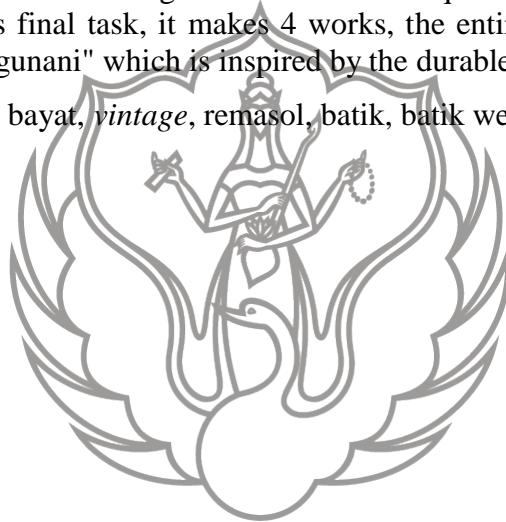 s final task, it makes 4 works, the entir
gunani" which is inspired by the durable
bayat, vintage, remasol, batik, batik we